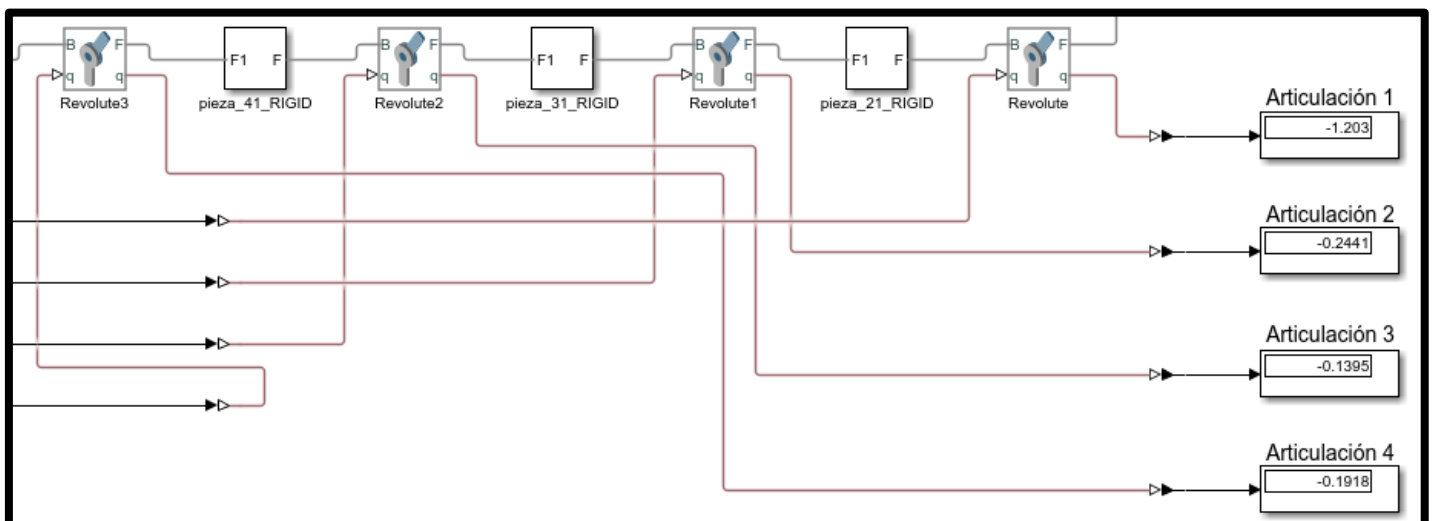 B F B F B F B F
F1 F F1 F F1 F
q q q q q q q q
Revolute3 pieza_41_RIGID Revolute2 pieza_31_RIGID Revolute1 pieza_21_RIGID Revolute
Articulación 1
-1.203
Articulación 2
-0.2441
Articulación 3
-0.1395
Articulación 4
-0.1918